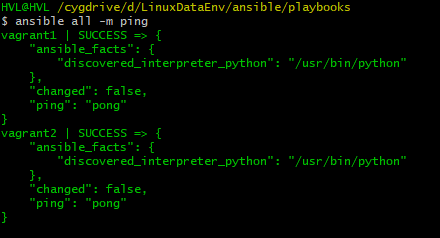 HVL@HVL /cygdrive/d/LinuxDataEnv/ansible/playbooks
$ ansible all -m ping
vagrant1 | SUCCESS => {
    "ansible_facts": {
        "discovered_interpreter_python": "/usr/bin/python"
    },
    "changed": false,
    "ping": "pong"
}
vagrant2 | SUCCESS => {
    "ansible_facts": {
        "discovered_interpreter_python": "/usr/bin/python"
    },
    "changed": false,
    "ping": "pong"
}